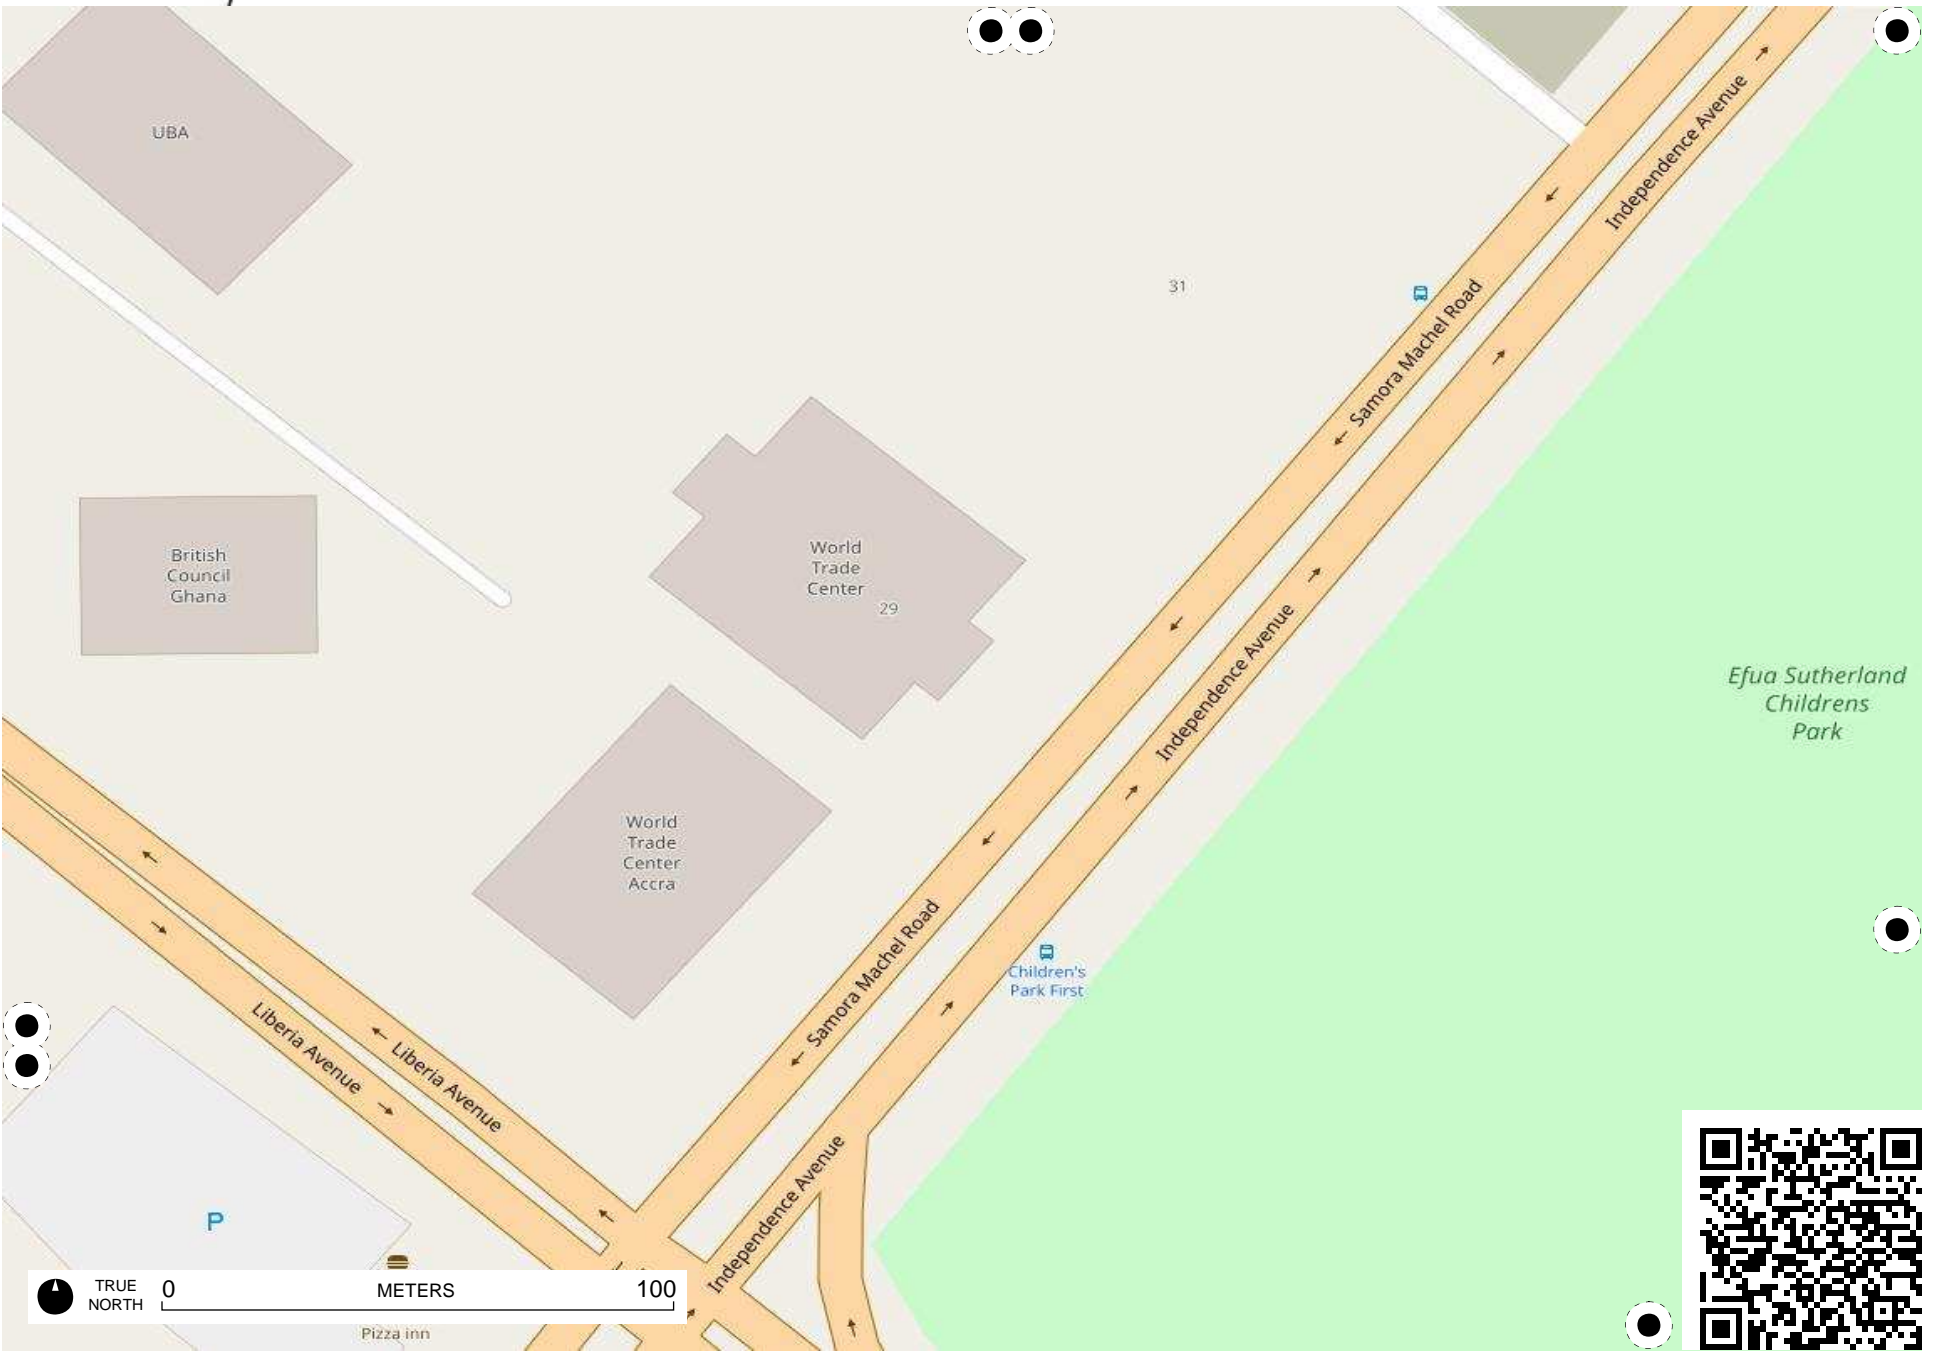 UBA
Independence Avenue
31
Samora Machel Road
British
Council
Ghana
World
Trade
Center
29
Independence Avenue
Efua Sutherland
Childrens
Park
World
Trade
Center
Accra
Samora Machel Road
Children's
Park First
Liberia Avenue
Liberia Avenue
Independence Avenue
P
TRUE
NORTH
0
METERS
100
Pizza inn